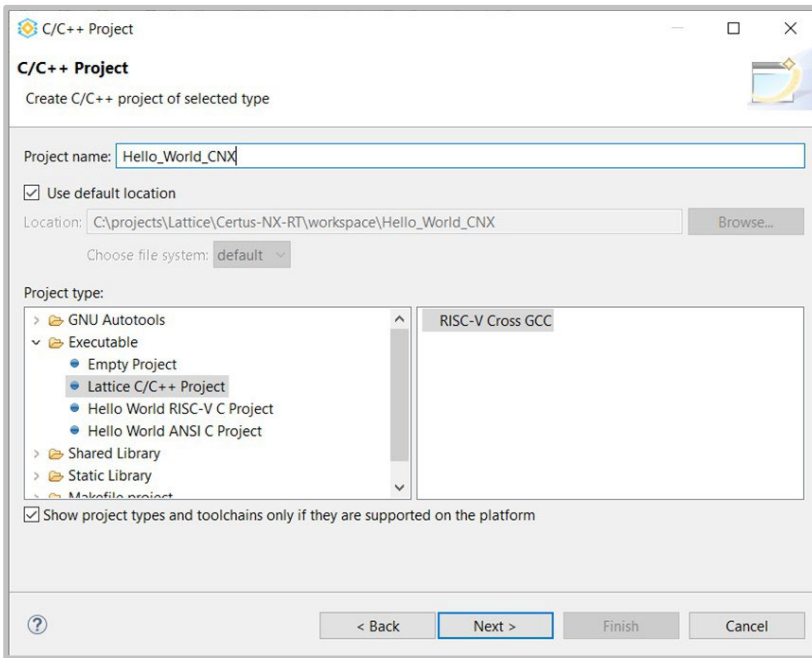 C/C++ Project
C/C++ Project
Create C/C++ project of selected type
Project name: Hello_World_CNX
Use default location
Location: C:\projects\Lattice\Certus-NX-RT\workspace\Hello_World_CNX Browse...
Choose file system: default
Project type:
GNU Autotools
Executable
Empty Project
Lattice C/C++ Project
Hello World RISC-V C Project
Hello World ANSI C Project
Shared Library
Static Library
Makefile project
RISC-V Cross GCC
Show project types and toolchains only if they are supported on the platform
? < Back Next > Finish Cancel